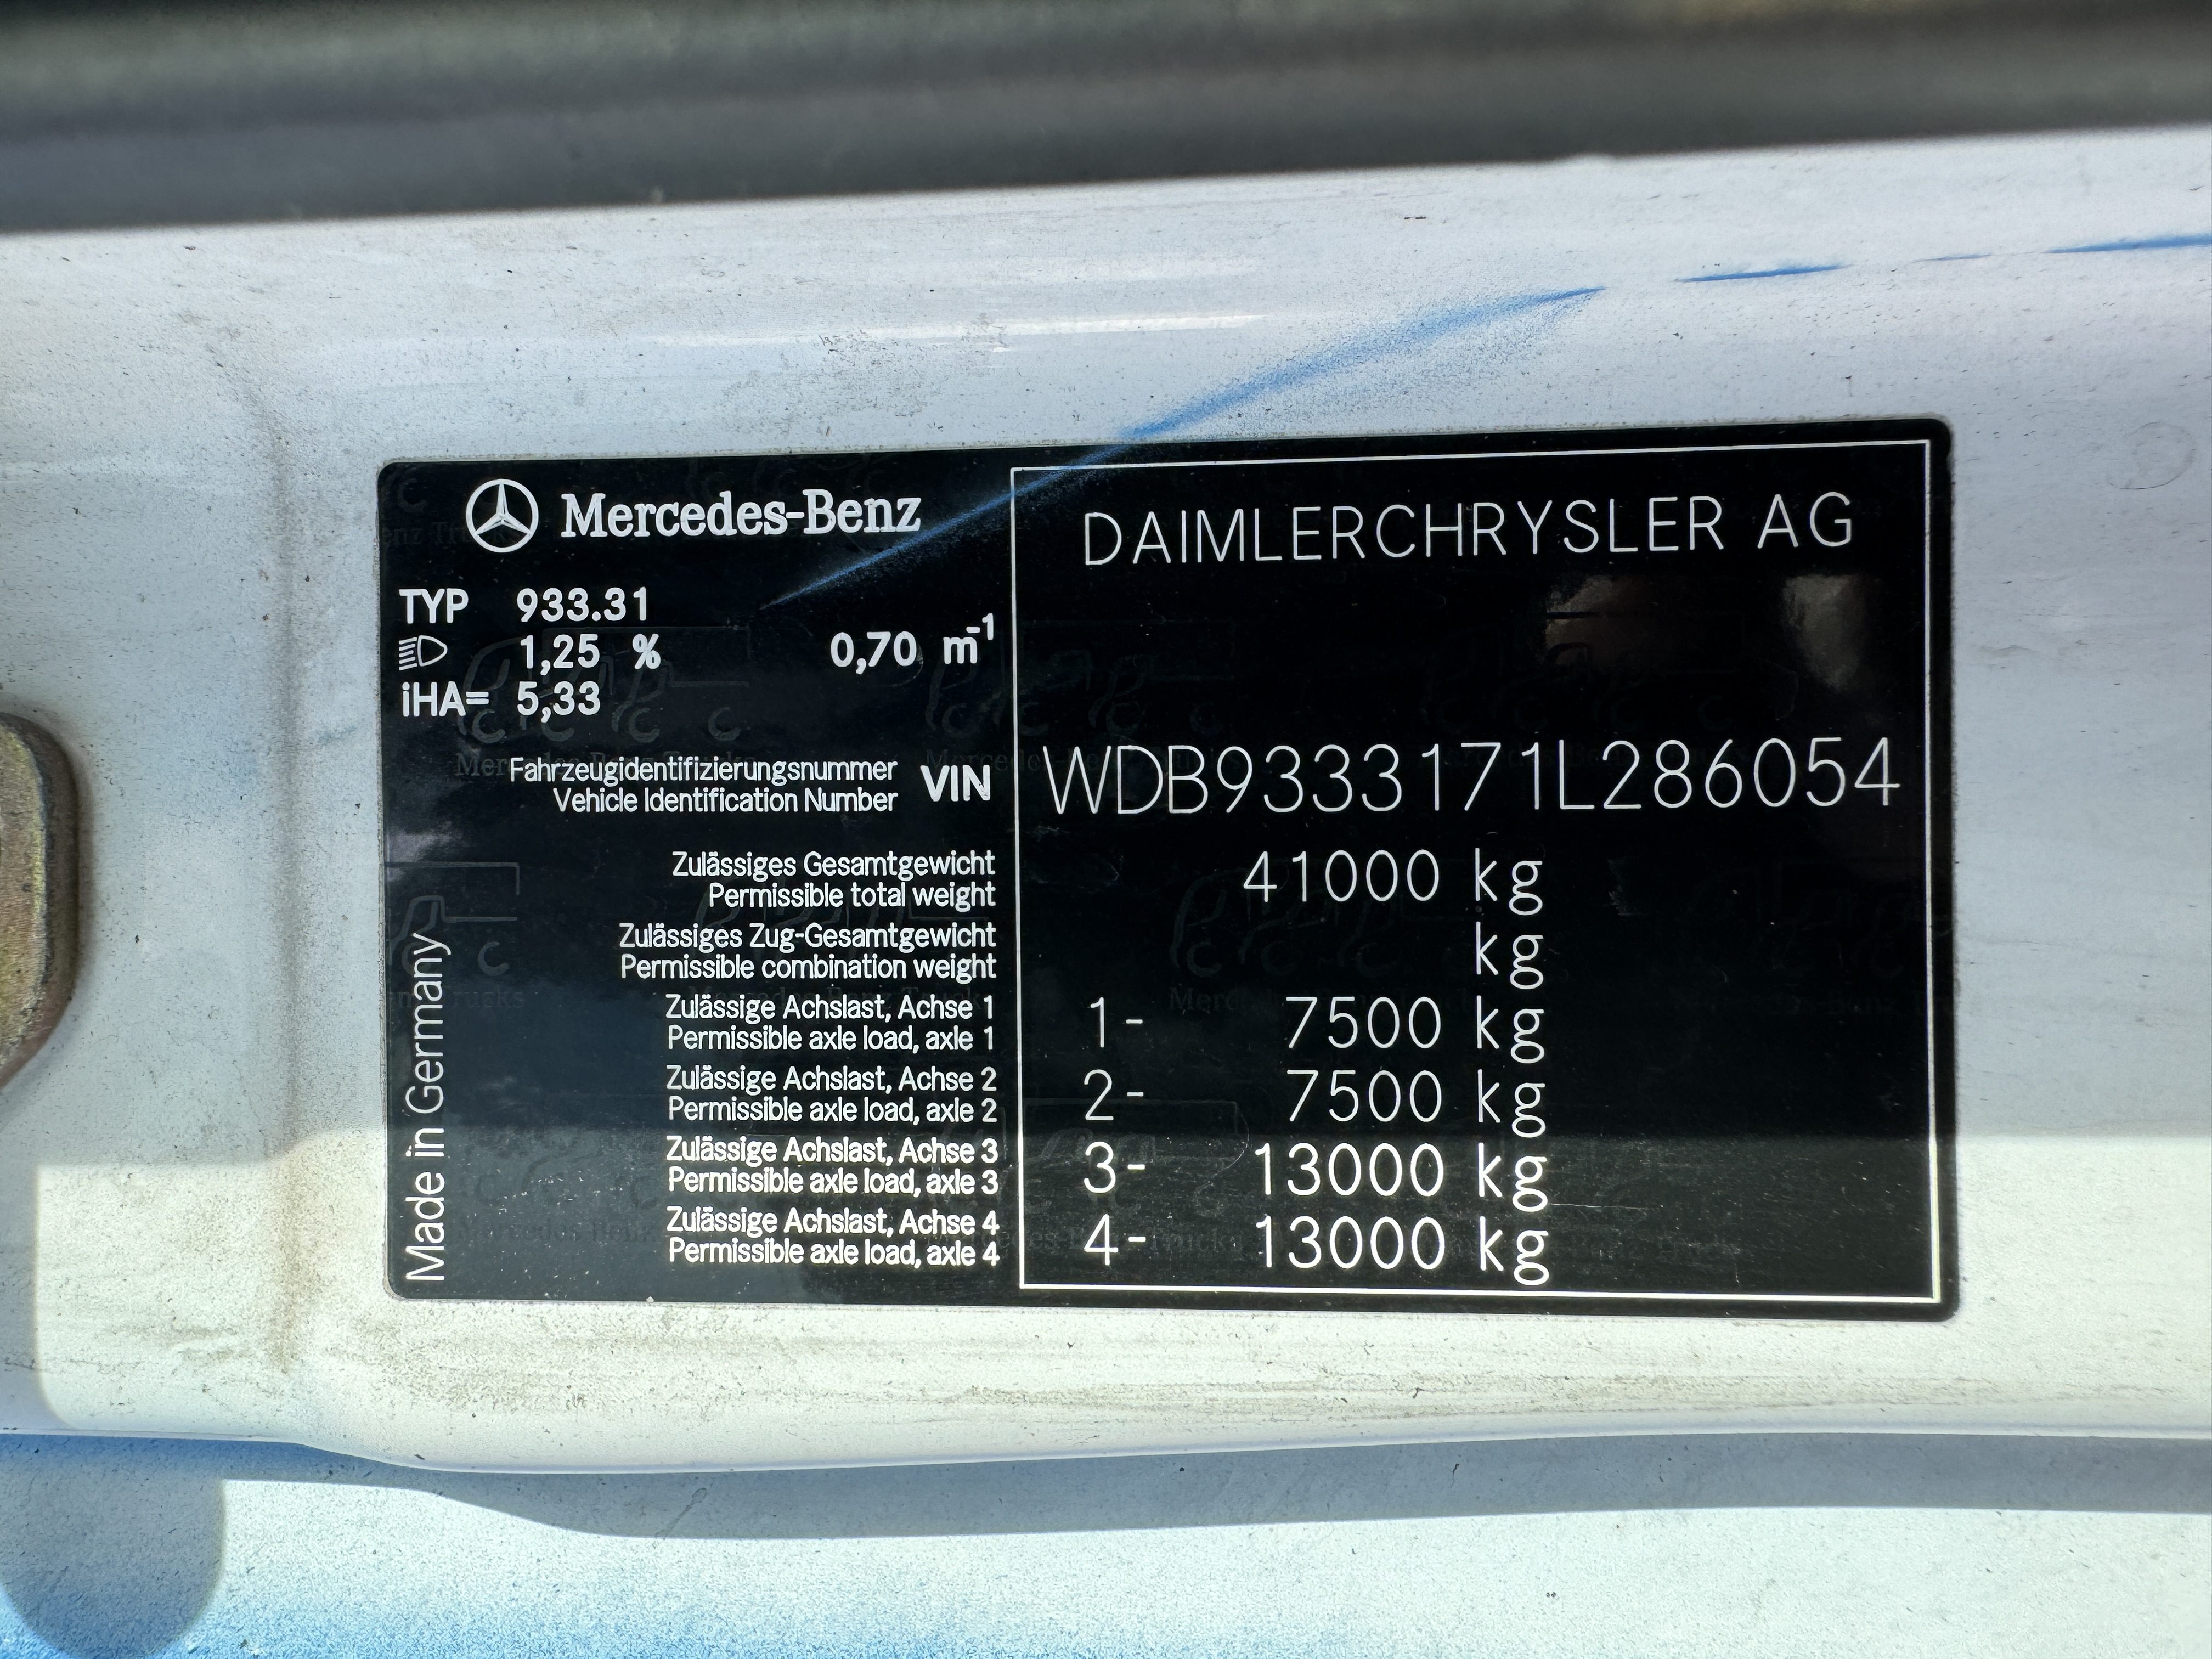 Mercedes-Benz
DAIMLERCHRYSLER AG
TYP 933.31
1,25 % 0,70 m⁻¹
iHA= 5,33
Fahrzeugidentifizierungsnummer
Vehicle Identification Number
VIN WDB9333171L286054
Zulässiges Gesamtgewicht
Permissible total weight
41000 kg
Zulässiges Zug-Gesamtgewicht
Permissible combination weight
kg
Zulässige Achslast, Achse 1
Permissible axle load, axle 1
1- 7500 kg
Zulässige Achslast, Achse 2
Permissible axle load, axle 2
2- 7500 kg
Zulässige Achslast, Achse 3
Permissible axle load, axle 3
3- 13000 kg
Zulässige Achslast, Achse 4
Permissible axle load, axle 4
4- 13000 kg
Made in Germany